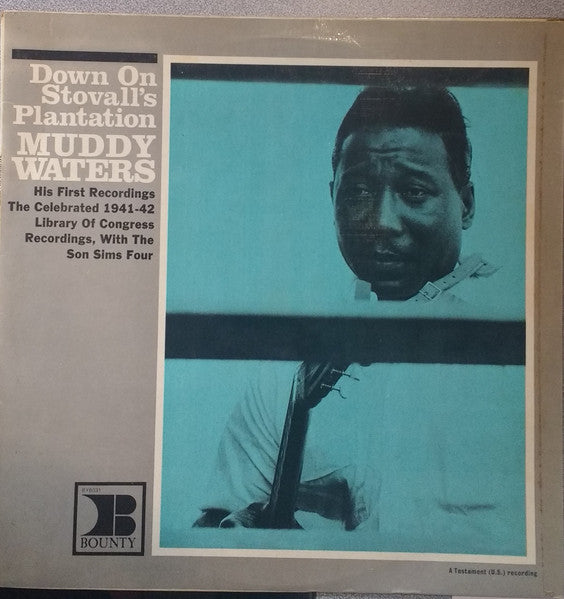 Down On
Stovall's
Plantation
MUDDY
WATERS
His First Recordings
The Celebrated 1941-42
Library Of Congress
Recordings, With The
Son Sims Four
BOUNTY
A Testament (U.S.) recording